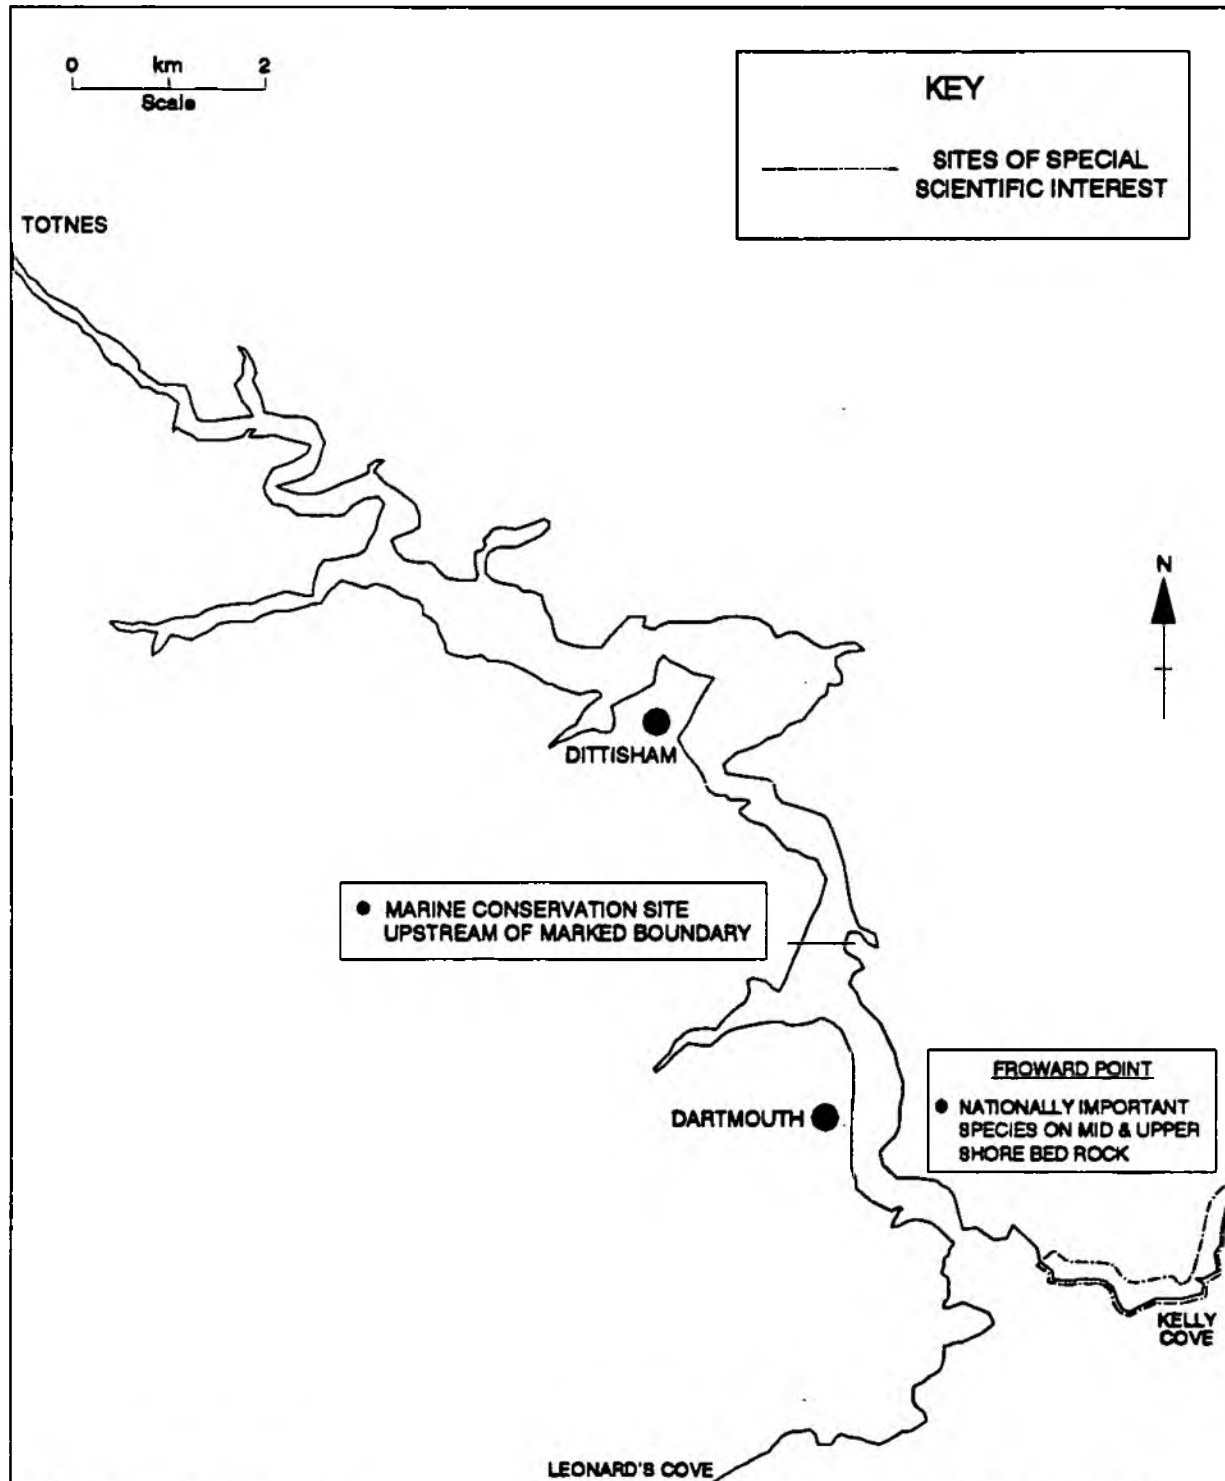 0 km 2
Scale
KEY
SITES OF SPECIAL
SCIENTIFIC INTEREST
TOTNES
N
DITTISHAM
● MARINE CONSERVATION SITE
UPSTREAM OF MARKED BOUNDARY
FROWARD POINT
● NATIONALLY IMPORTANT
SPECIES ON MID & UPPER
SHORE BED ROCK
DARTMOUTH
KELLY
COVE
LEONARD'S COVE